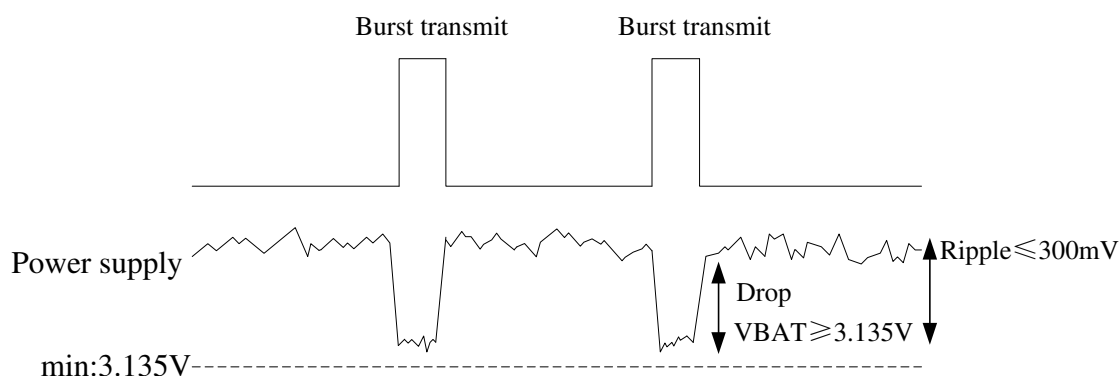 Burst transmit
Burst transmit
Power supply
Ripple≤300mV
Drop
VBAT≥3.135V
min:3.135V